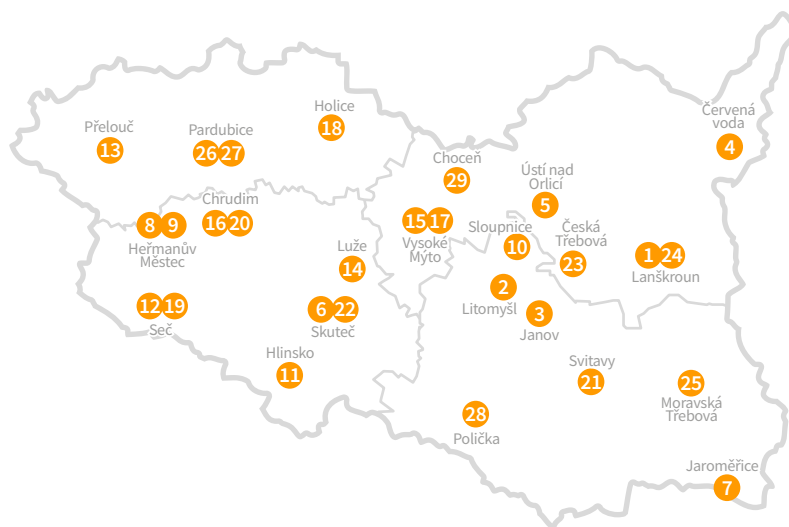 Holice
18
Přelouč
13
Pardubice
26 27
Červená
voda
4
Choceň
29
Ústí nad
Orlicí
5
Chrudim
16 20
8 9
Heřmanův
Městec
15 17
Vysoké
Mýto
Sloupnice
10
Česká
Třebová
23
1 24
Lanškroun
Luže
14
2
Litomyšl
3
Janov
12 19
Seč
6 22
Skuteč
Hlinsko
11
Svitavy
21
25
Moravská
Třebová
28
Polička
Jaroměřice
7